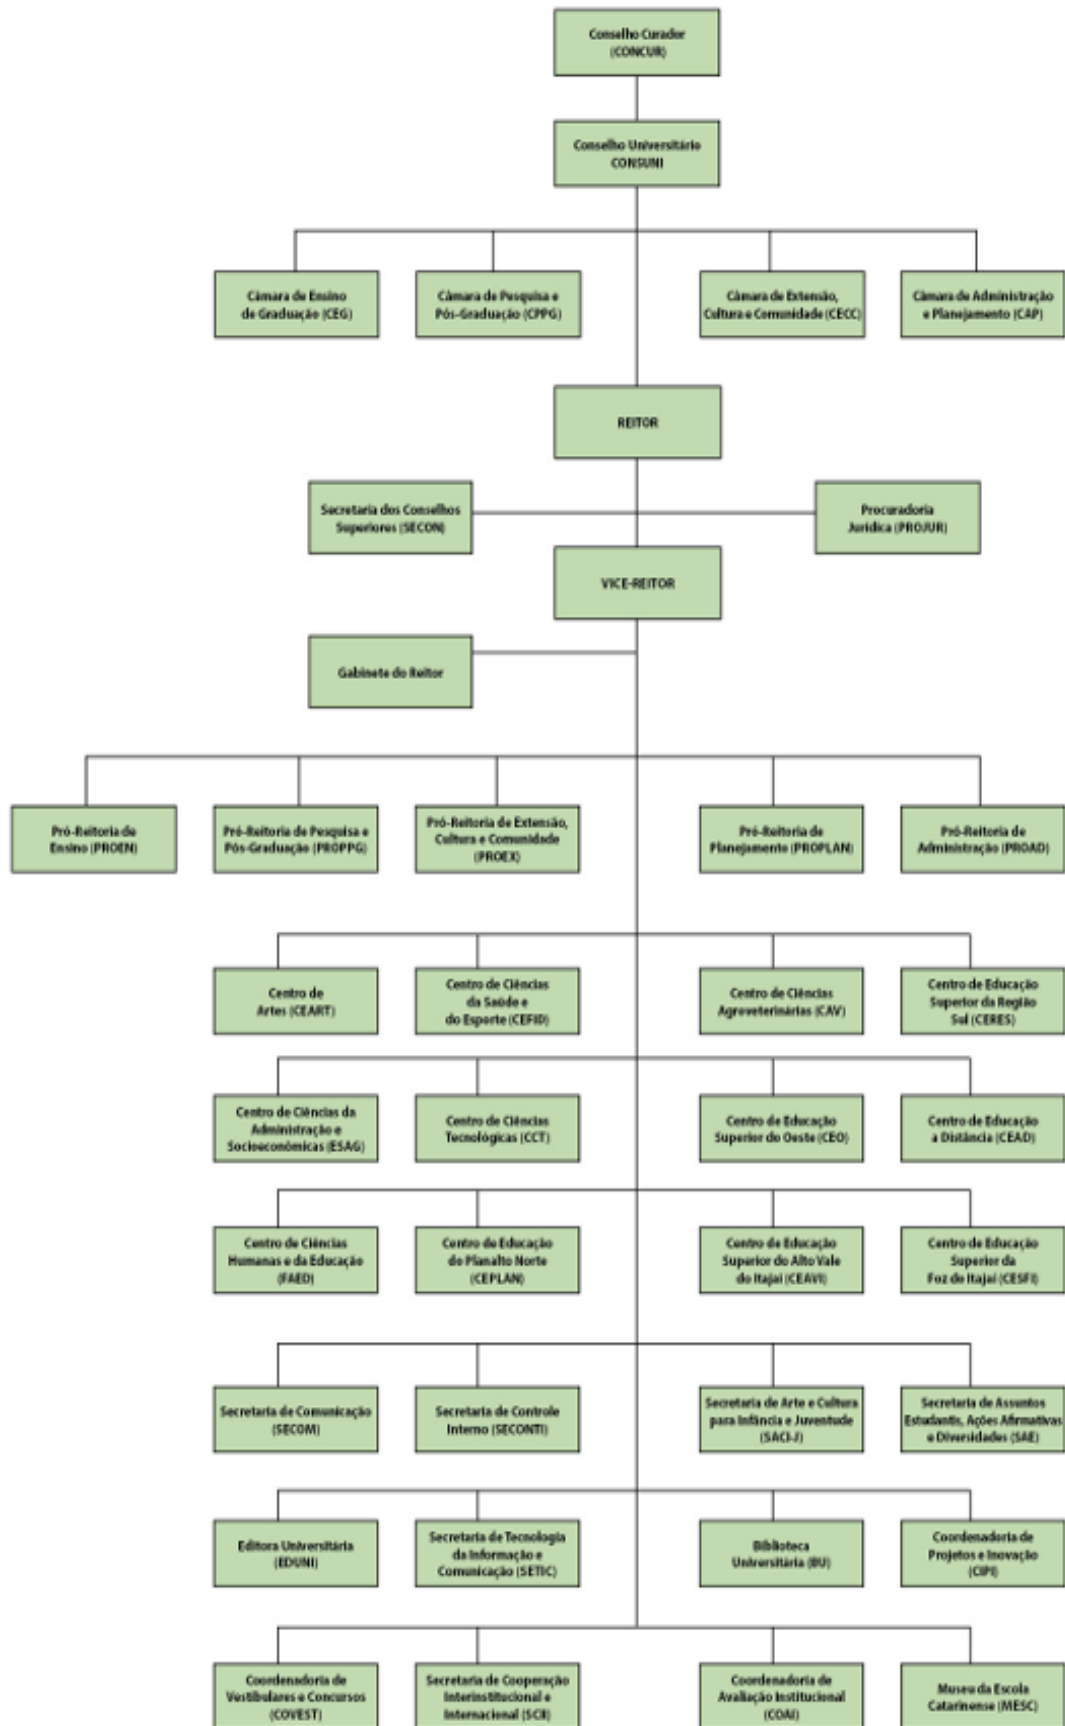 Conselho Curador
(CONCUR)
Conselho Universitário
CONSUNI
Câmara de Ensino
de Graduação (CEG)
Câmara de Pesquisa e
Pós-Graduação (CPPG)
Câmara de Extensão,
Cultura e Comunidade (CECC)
Câmara de Administração
e Planejamento (CAP)
REITOR
Secretaria dos Conselhos
Superiores (SECON)
Procuradoria
Jurídica (PROJUR)
VICE-REITOR
Gabinete do Reitor
Pró-Reitoria de
Ensino (PROEN)
Pró-Reitoria de Pesquisa e
Pós-Graduação (PROPPG)
Pró-Reitoria de Extensão,
Cultura e Comunidade
(PROEX)
Pró-Reitoria de
Planejamento (PROPLAN)
Pró-Reitoria de
Administração (PROAD)
Centro de
Artes (CEART)
Centro de Ciências
da Saúde e
do Esporte (CEFID)
Centro de Ciências
Agroveterinárias (CAV)
Centro de Educação
Superior da Região
Sul (CERES)
Centro de Ciências da
Administração e
Socioeconômicas (ESAG)
Centro de Ciências
Tecnológicas (CCT)
Centro de Educação
Superior do Oeste (CEO)
Centro de Educação
a Distância (CEAD)
Centro de Ciências
Humanas e da Educação
(FAED)
Centro de Educação
do Planalto Norte
(CEPLAN)
Centro de Educação
Superior do Alto Vale
do Itajaí (CEAVI)
Centro de Educação
Superior da
Foz do Itajaí (CESFI)
Secretaria de Comunicação
(SECOM)
Secretaria de Controle
Interno (SECONTI)
Secretaria de Arte e Cultura
para Infância e Juventude
(SACI-J)
Secretaria de Assuntos
Estudantis, Ações Afirmativas
e Diversidades (SAE)
Editora Universitária
(EDUNI)
Secretaria de Tecnologia
da Informação e
Comunicação (SETIC)
Biblioteca
Universitária (BU)
Coordenadoria de
Projetos e Inovação
(CIPI)
Coordenadoria de
Vestibulares e Concursos
(COVEST)
Secretaria de Cooperação
Interinstitucional e
Internacional (SCII)
Coordenadoria de
Avaliação Institucional
(COAI)
Museu da Escola
Catarinense (MESC)